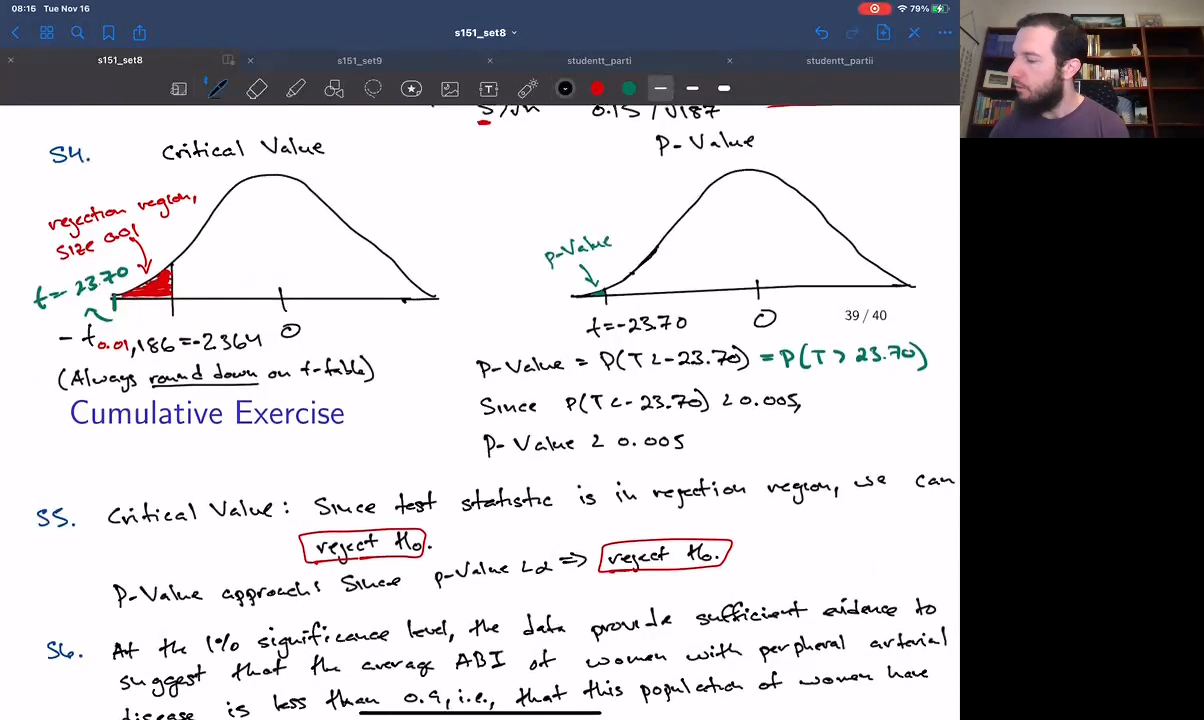 08:15 Tue Nov 16
79%
s151_set8
s151_set8
s151_set9
studentt_parti
studentt_partii
S/√n 0.15 / √187
S4. Critical Value
P-Value
rejection region,
size 0.01
t=-23.70
-t0.01,186=-2.364
0
(Always round down on t-table)
p-value
t=-23.70
0
39 / 40
P-Value = P(T<-23.70) = P(T > 23.70)
Since P(T<-23.70) < 0.005,
P-Value < 0.005
Cumulative Exercise
S5. Critical Value: Since test statistic is in rejection region, we can
reject H₀.
P-Value approach: Since p-value < α ⇒ reject H₀.
S6. At the 1% significance level, the data provide sufficient evidence to
suggest that the average ABI of women with peripheral arterial
disease is less than 0.9, i.e., that this population of women have